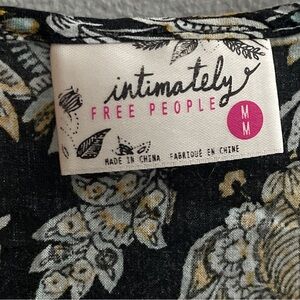 intimately
FREE PEOPLE
M
M
MADE IN CHINA FABRIQUÉ EN CHINE